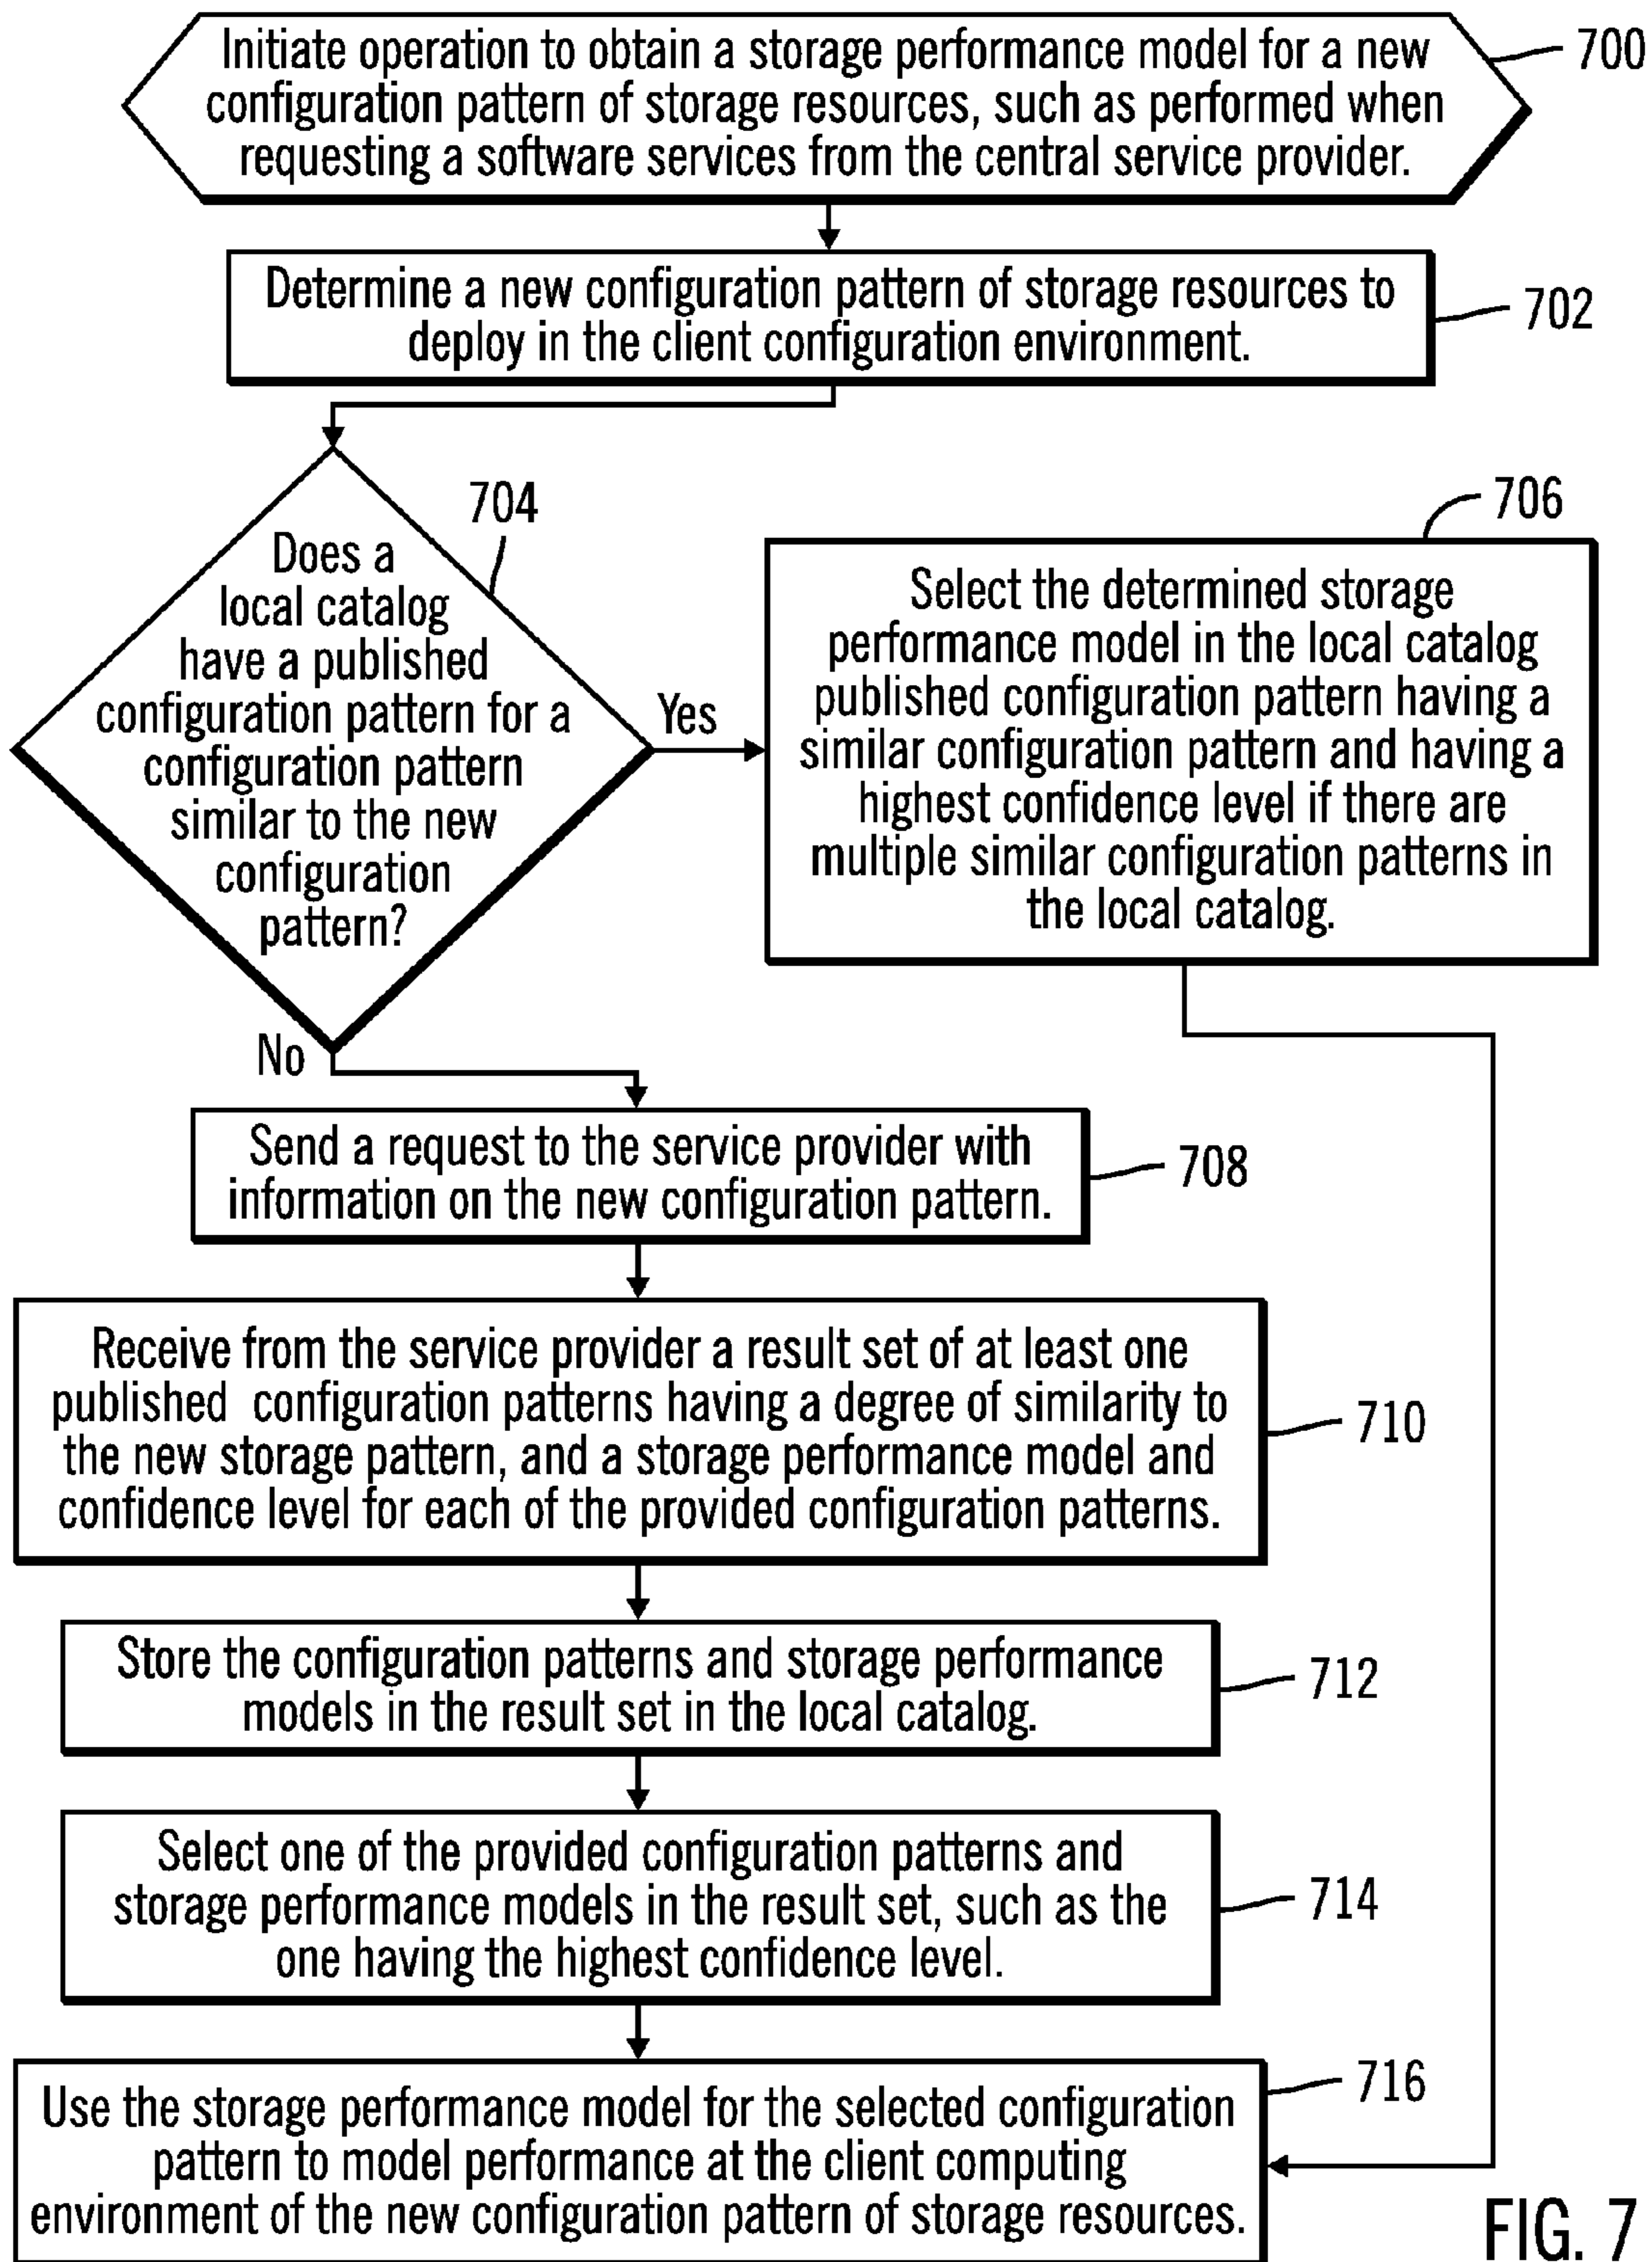 Initiate operation to obtain a storage performance model for a new
configuration pattern of storage resources, such as performed when
requesting a software services from the central service provider.
700
Determine a new configuration pattern of storage resources to
deploy in the client configuration environment.
702
704
Does a
local catalog
have a published
configuration pattern for a
configuration pattern
similar to the new
configuration
pattern?
Yes
706
Select the determined storage
performance model in the local catalog
published configuration pattern having a
similar configuration pattern and having a
highest confidence level if there are
multiple similar configuration patterns in
the local catalog.
No
Send a request to the service provider with
information on the new configuration pattern.
708
Receive from the service provider a result set of at least one
published configuration patterns having a degree of similarity to
the new storage pattern, and a storage performance model and
confidence level for each of the provided configuration patterns.
710
Store the configuration patterns and storage performance
models in the result set in the local catalog.
712
Select one of the provided configuration patterns and
storage performance models in the result set, such as the
one having the highest confidence level.
714
Use the storage performance model for the selected configuration
pattern to model performance at the client computing
environment of the new configuration pattern of storage resources.
716
FIG. 7